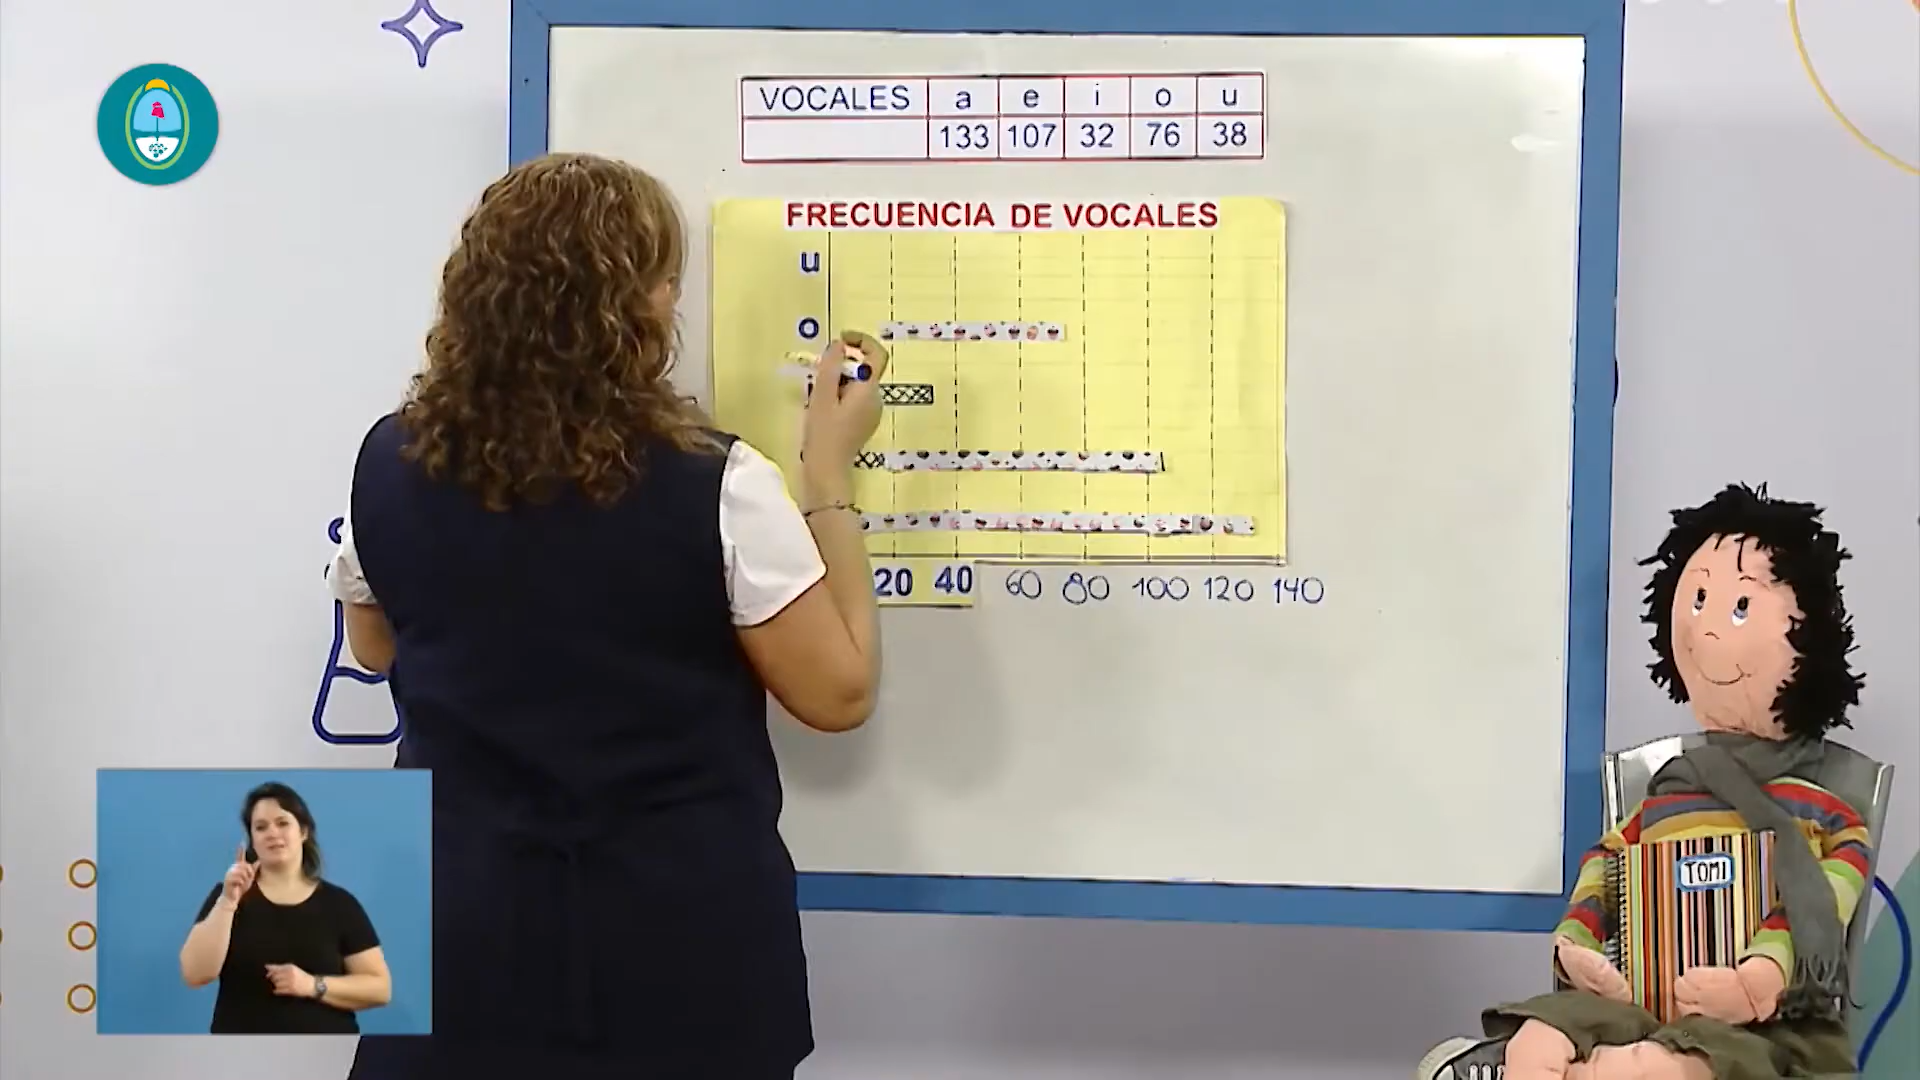 VOCALES a e i o u
133 107 32 76 38
FRECUENCIA DE VOCALES
u
o
i
20 40 60 80 100 120 140
TOMI